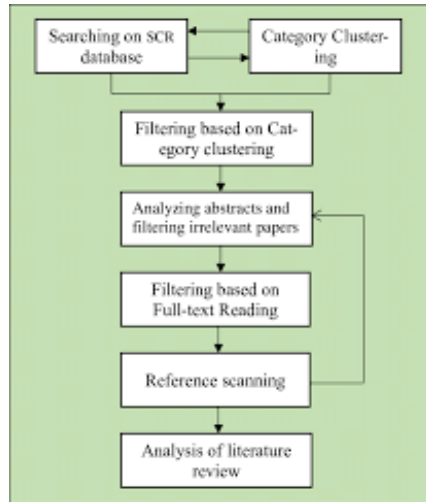 Searching on SCR
database
Category Cluster-
ing
Filtering based on Cat-
egory clustering
Analyzing abstracts and
filtering irrelevant papers
Filtering based on
Full-text Reading
Reference scanning
Analysis of literature
review